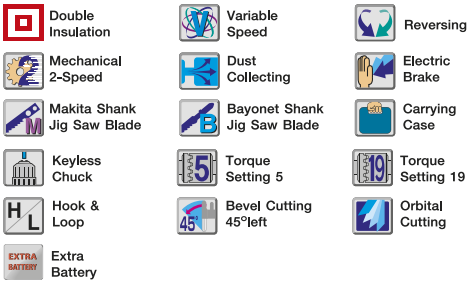 Double
Insulation
Variable
Speed
Reversing
Mechanical
2-Speed
Dust
Collecting
Electric
Brake
M
Makita Shank
Jig Saw Blade
B
Bayonet Shank
Jig Saw Blade
Carrying
Case
Keyless
Chuck
5
Torque
Setting 5
19
Torque
Setting 19
H L
Hook &
Loop
45°
Bevel Cutting
45°left
Orbital
Cutting
EXTRA
BATTERY
Extra
Battery